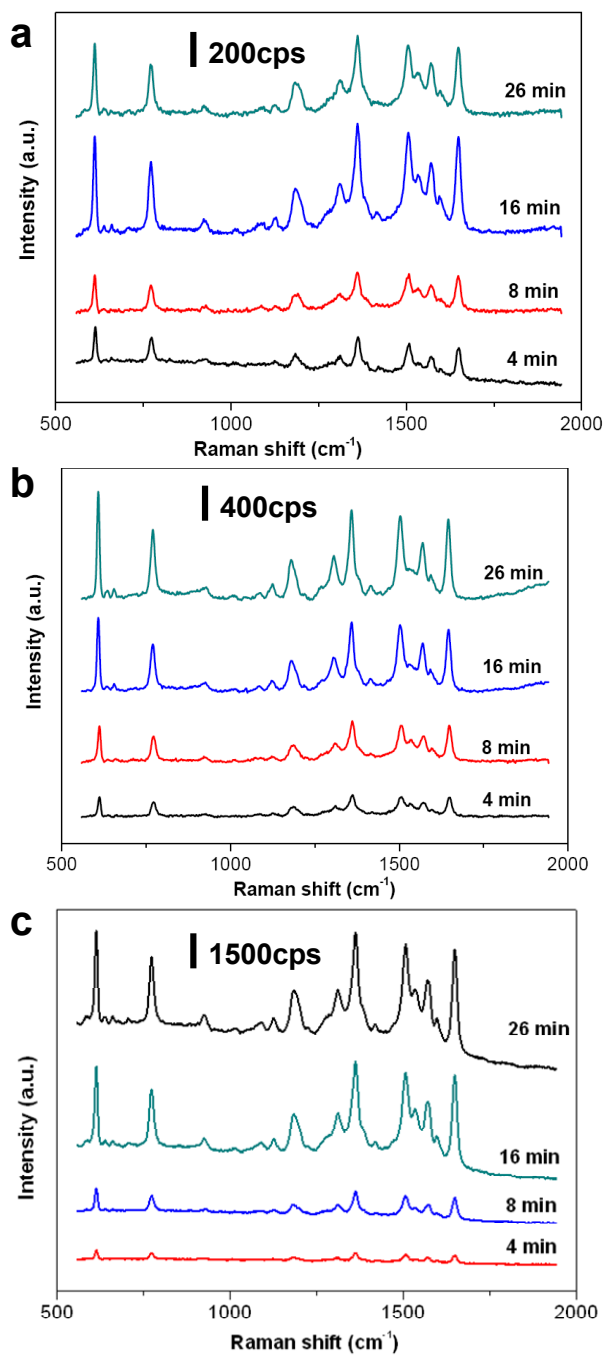 a
200cps
26 min
16 min
8 min
4 min
Intensity (a.u.)
500 1000 1500 2000
Raman shift (cm⁻¹)
b
400cps
26 min
16 min
8 min
4 min
Intensity (a.u.)
500 1000 1500 2000
Raman shift (cm⁻¹)
c
1500cps
26 min
16 min
8 min
4 min
Intensity (a.u.)
500 1000 1500 2000
Raman shift (cm⁻¹)